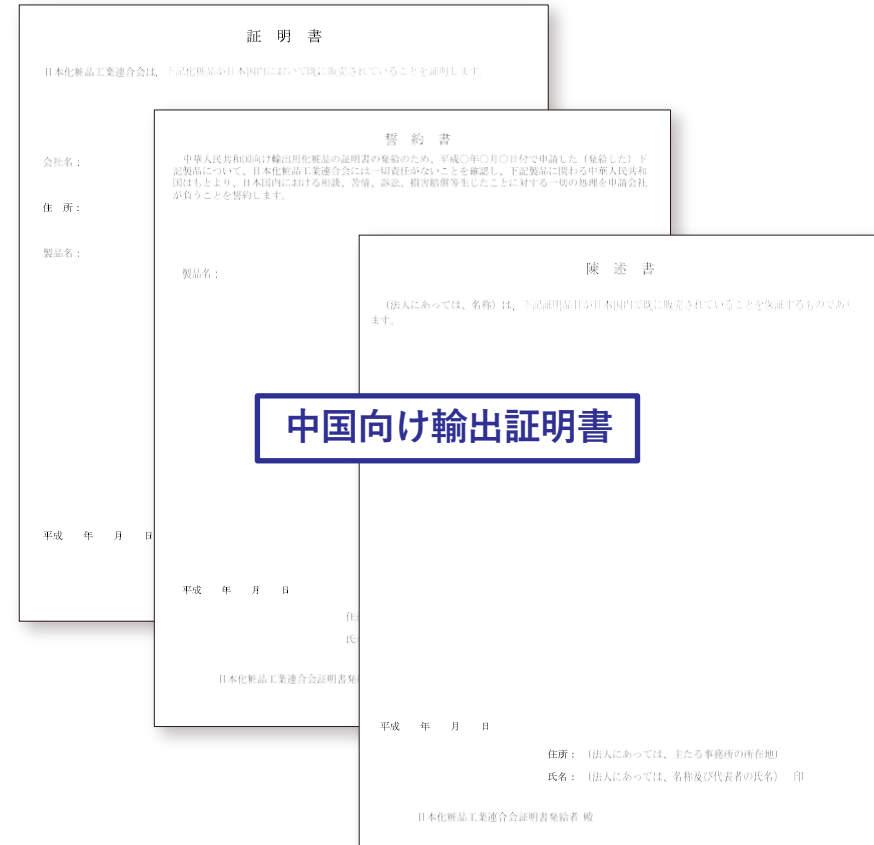 証 明 書
日本化粧品工業連合会は、下記化粧品が日本国内において既に販売されていることを証明します。
会社名：
住 所：
製品名：
平成 年 月 日
誓 約 書
中華人民共和国向け輸出用化粧品の証明書の発給のため、平成〇年〇月〇日付で申請した（発給した）下
記製品について、日本化粧品工業連合会には一切責任がないことを確認し、下記製品に関わる中華人民共和
国はもとより、日本国内における相談、苦情、訴訟、損害賠償等生じたことに対する一切の処理を申請会社
が負うことを誓約します。
製品名：
平成 年 月 日
住
氏
日本化粧品工業連合会証明書発
陳 述 書
（法人にあっては、名称）は、下記証明品目が日本国内で既に販売されていることを保証するものであり
ます。
中国向け輸出証明書
平成 年 月 日
住所：（法人にあっては、主たる事務所の所在地）
氏名：（法人にあっては、名称及び代表者の氏名） 印
日本化粧品工業連合会証明書発給者 殿